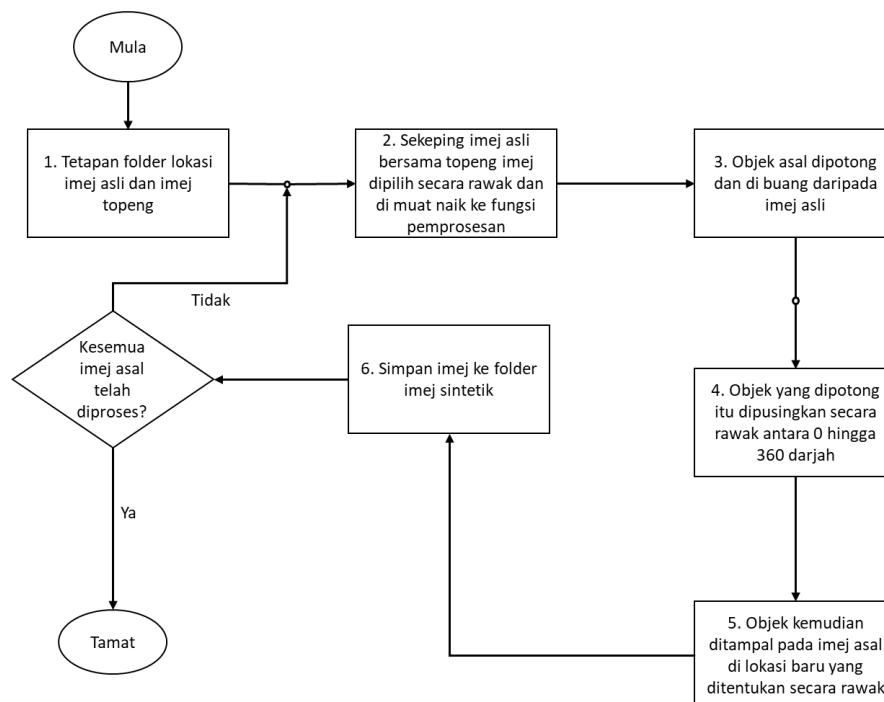 Mula
1. Tetapan folder lokasi
imej asli dan imej
topeng
2. Sekeping imej asli
bersama topeng imej
dipilih secara rawak dan
di muat naik ke fungsi
pemprosesan
3. Objek asal dipotong
dan di buang daripada
imej asli
4. Objek yang dipotong
itu dipusingkan secara
rawak antara 0 hingga
360 darjah
5. Objek kemudian
ditampal pada imej asal
di lokasi baru yang
ditentukan secara rawak
6. Simpan imej ke folder
imej sintetik
Kesemua
imej asal
telah
diproses?
Tidak
Ya
Tamat